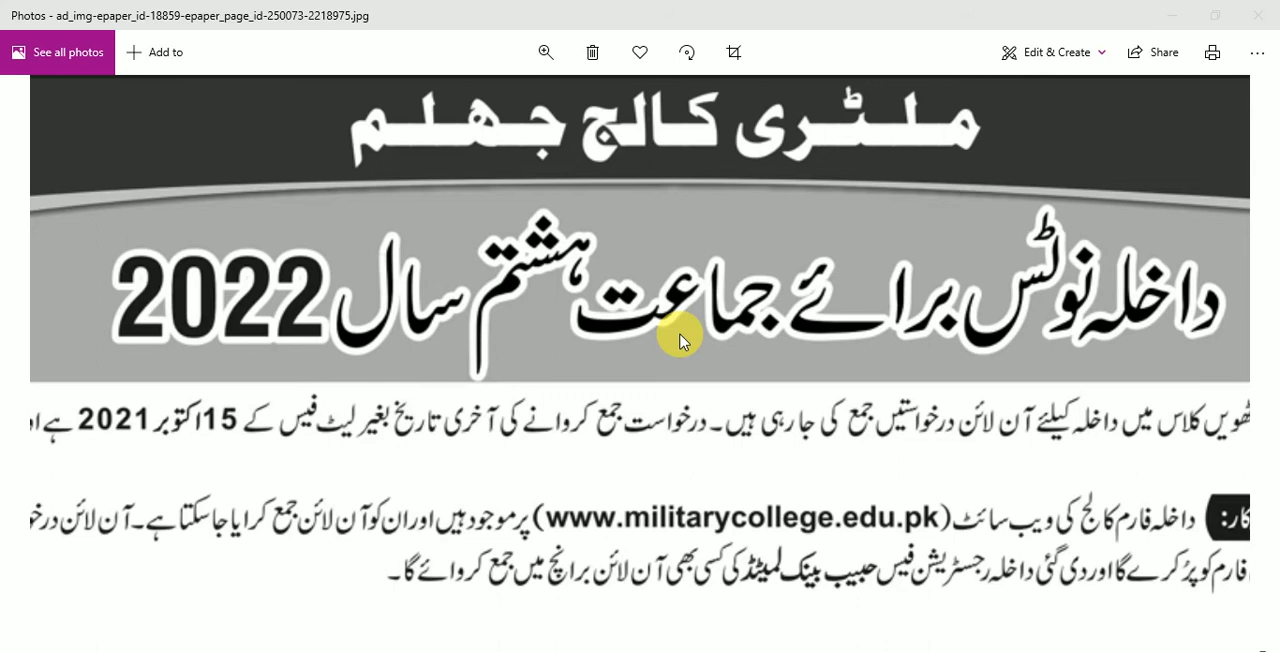 Photos - ad_img-epaper_id-18859-epaper_page_id-250073-2218975.jpg
See all photos
Add to
Edit & Create
Share
ملٹری کالج جہلم
داخلہ نوٹس برائے جماعت ہشتم سال 2022
کلاس میں داخلہ کیلئے آن لائن درخواستیں جمع کی جا رہی ہیں۔ درخواست جمع کروانے کی آخری تاریخ بغیر لیٹ فیس کے 15 اکتوبر 2021 ہے
داخلہ فارم کالج کی ویب سائٹ (www.militarycollege.edu.pk) پر موجود ہیں اور ان کو آن لائن جمع کرایا جا سکتا ہے۔ آن لائن
فارم کو پُر کرے گا اور دی گئی داخلہ رجسٹریشن فیس حبیب بینک لمیٹڈ کی کسی بھی آن لائن برانچ میں جمع کروائے گا۔